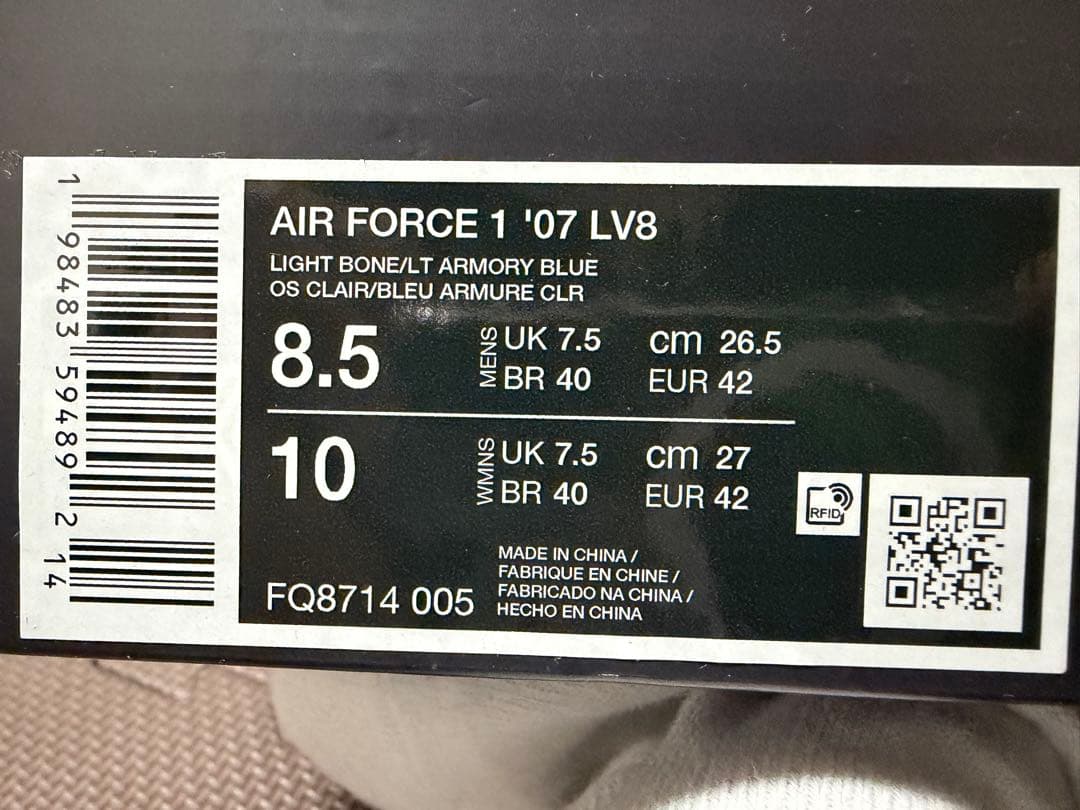 1 98483 59489 2 14
AIR FORCE 1 '07 LV8
LIGHT BONE/LT ARMORY BLUE
OS CLAIR/BLEU ARMURE CLR
8.5 MENS UK 7.5 cm 26.5
BR 40 EUR 42
10 WMNS UK 7.5 cm 27
BR 40 EUR 42
RFID
MADE IN CHINA /
FABRIQUE EN CHINE /
FABRICADO NA CHINA /
HECHO EN CHINA
FQ8714 005